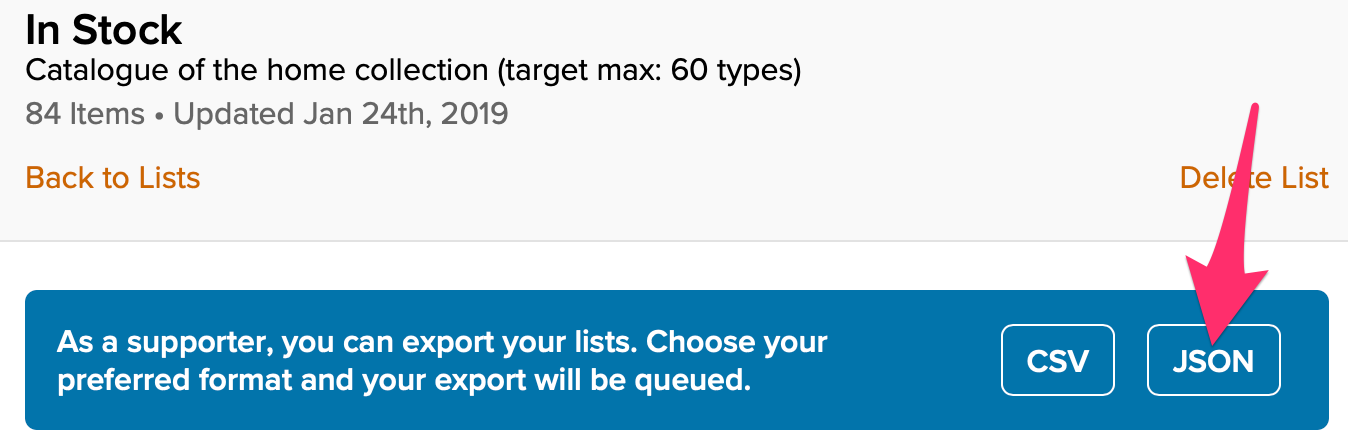 In Stock
Catalogue of the home collection (target max: 60 types)
84 Items • Updated Jan 24th, 2019
Back to Lists
Delete List
As a supporter, you can export your lists. Choose your
preferred format and your export will be queued.
CSV
JSON